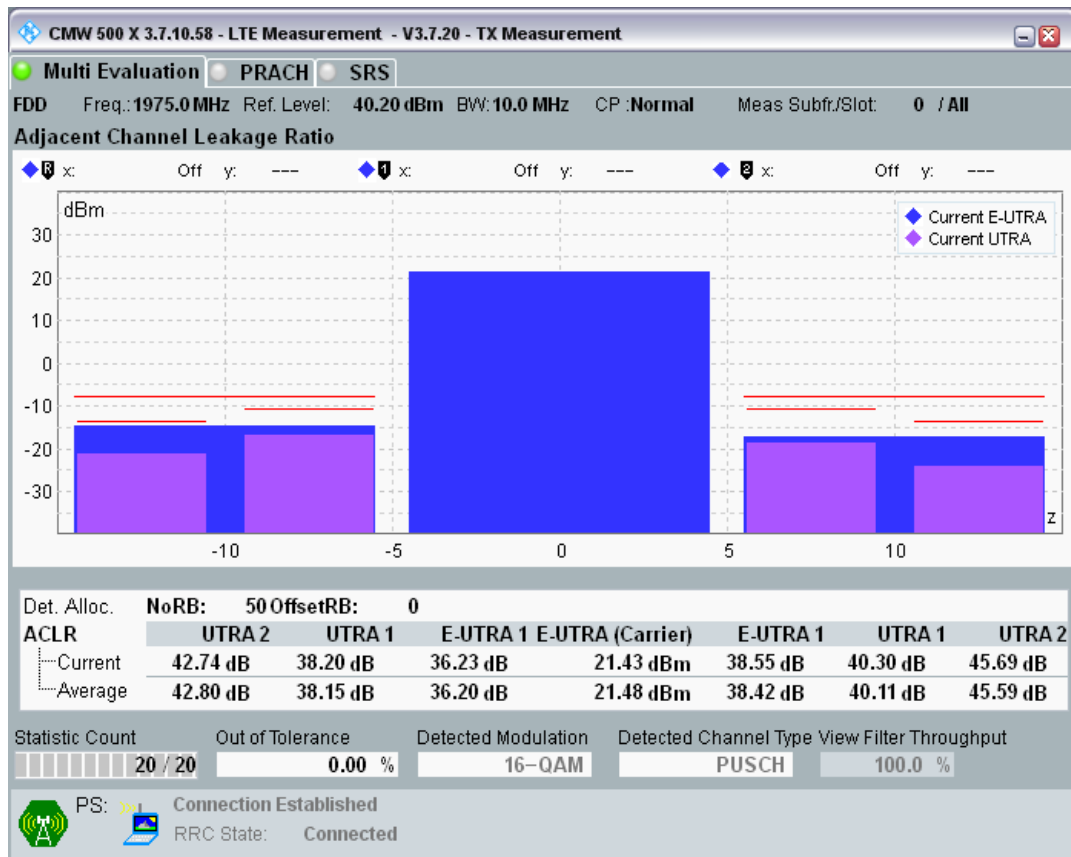 CMW 500 X 3.7.10.58 - LTE Measurement - V3.7.20 - TX Measurement
Multi Evaluation PRACH SRS
FDD Freq.: 1975.0 MHz Ref. Level: 40.20 dBm BW: 10.0 MHz CP :Normal Meas Subfr./Slot: 0 / All
Adjacent Channel Leakage Ratio
R x: Off y: --- 1 x: Off y: --- 2 x: Off y: ---
dBm
Current E-UTRA
Current UTRA
30
20
10
0
-10
-20
-30
z
-10 -5 0 5 10
Det. Alloc. NoRB: 50 OffsetRB: 0
ACLR UTRA 2 UTRA 1 E-UTRA 1 E-UTRA (Carrier) E-UTRA 1 UTRA 1 UTRA 2
Current 42.74 dB 38.20 dB 36.23 dB 21.43 dBm 38.55 dB 40.30 dB 45.69 dB
Average 42.80 dB 38.15 dB 36.20 dB 21.48 dBm 38.42 dB 40.11 dB 45.59 dB
Statistic Count Out of Tolerance Detected Modulation Detected Channel Type View Filter Throughput
20 / 20 0.00 % 16-QAM PUSCH 100.0 %
PS: Connection Established
RRC State: Connected